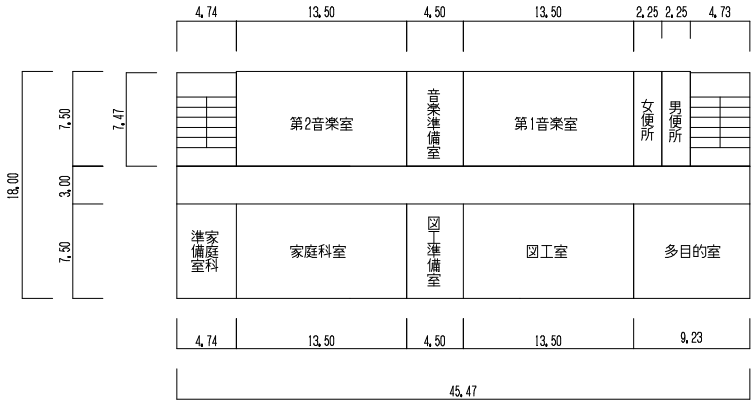 4.74 13.50 4.50 13.50 2.25 2.25 4.73
18.00
7.50
3.00
7.50
7.47
第2音楽室
音楽準備室
第1音楽室
女便所
男便所
家庭科
準備室
家庭科室
図工準備室
図工室
多目的室
4.74 13.50 4.50 13.50 9.23
45.47